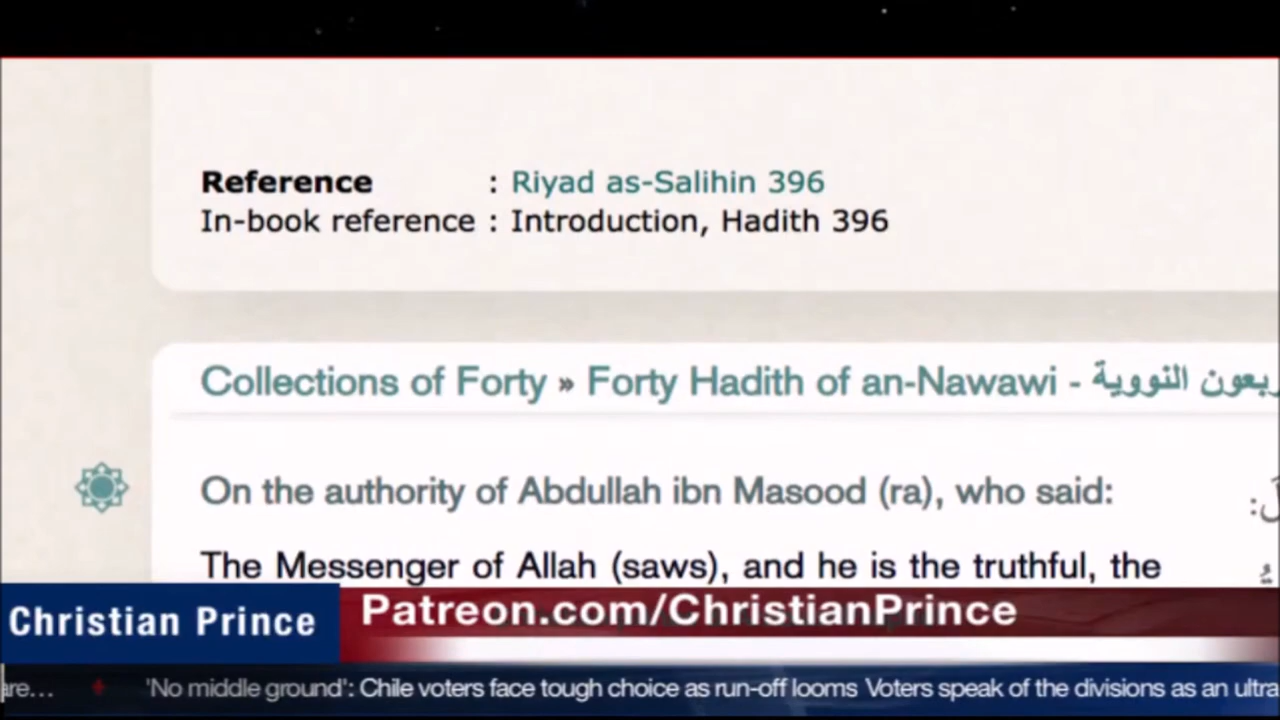 Reference : Riyad as-Salihin 396
In-book reference : Introduction, Hadith 396
Collections of Forty » Forty Hadith of an-Nawawi - ربعون النووية
On the authority of Abdullah ibn Masood (ra), who said:
The Messenger of Allah (saws), and he is the truthful, the
Christian Prince
Patreon.com/ChristianPrince
are... 'No middle ground': Chile voters face tough choice as run-off looms Voters speak of the divisions as an ultra